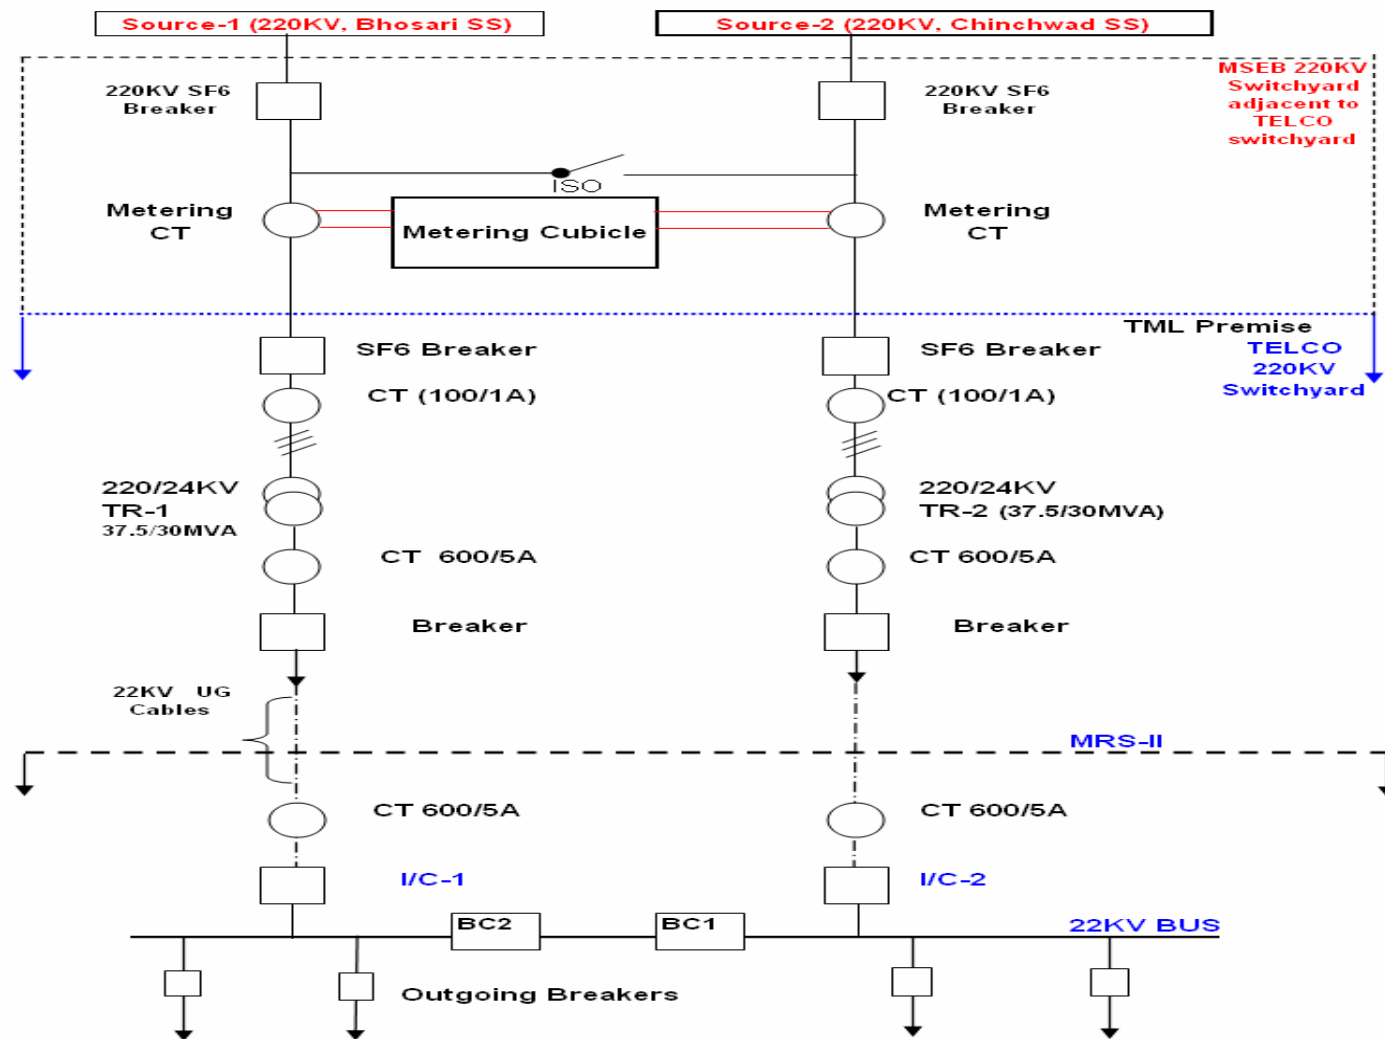 Source-1 (220KV, Bhosari SS)
Source-2 (220KV, Chinchwad SS)
MSEB 220KV
Switchyard
adjacent to
TELCO
switchyard
220KV SF6
Breaker
220KV SF6
Breaker
ISO
Metering
CT
Metering Cubicle
Metering
CT
TML Premise
TELCO
220KV
Switchyard
SF6 Breaker
SF6 Breaker
CT (100/1A)
CT (100/1A)
220/24KV
TR-1
37.5/30MVA
220/24KV
TR-2 (37.5/30MVA)
CT 600/5A
CT 600/5A
Breaker
Breaker
22KV UG
Cables
MRS-II
CT 600/5A
CT 600/5A
I/C-1
I/C-2
BC2
BC1
22KV BUS
Outgoing Breakers